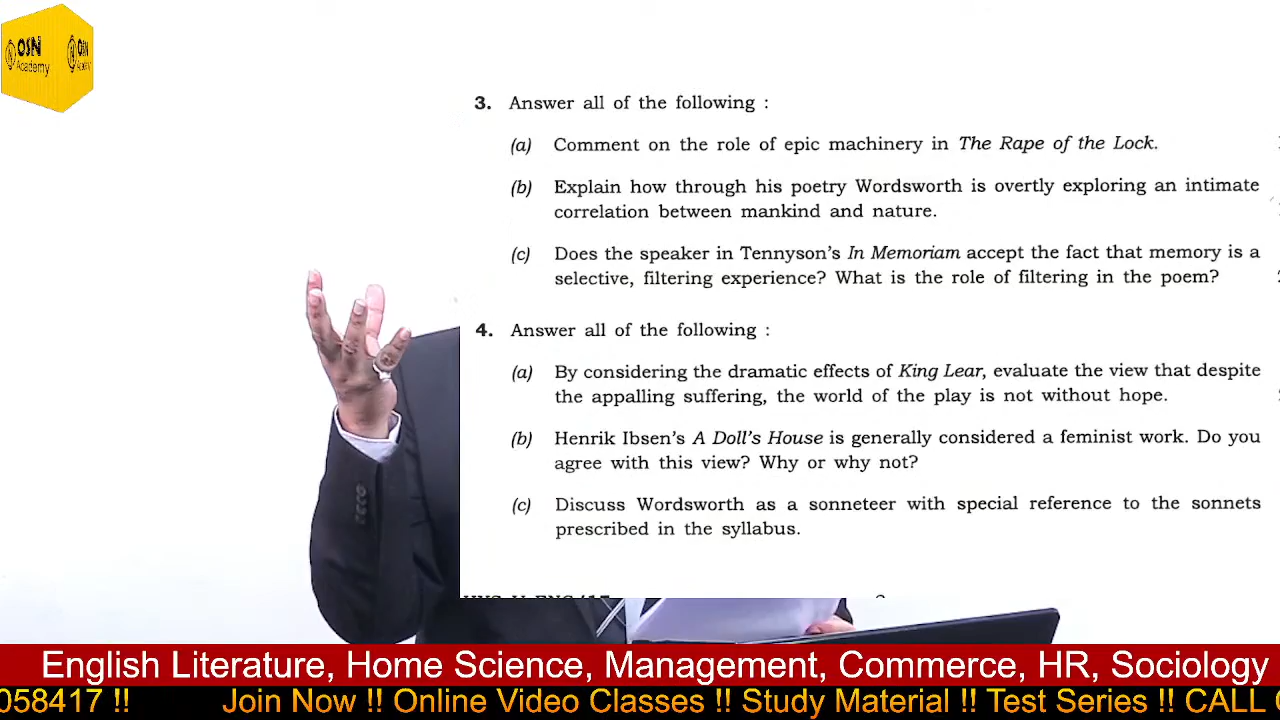 OSN
Academy
OSN
Academy
3. Answer all of the following :
(a) Comment on the role of epic machinery in The Rape of the Lock.
(b) Explain how through his poetry Wordsworth is overtly exploring an intimate
correlation between mankind and nature.
(c) Does the speaker in Tennyson's In Memoriam accept the fact that memory is a
selective, filtering experience? What is the role of filtering in the poem?
4. Answer all of the following :
(a) By considering the dramatic effects of King Lear, evaluate the view that despite
the appalling suffering, the world of the play is not without hope.
(b) Henrik Ibsen's A Doll's House is generally considered a feminist work. Do you
agree with this view? Why or why not?
(c) Discuss Wordsworth as a sonneteer with special reference to the sonnets
prescribed in the syllabus.
English Literature, Home Science, Management, Commerce, HR, Sociology
058417 !! Join Now !! Online Video Classes !! Study Material !! Test Series !! CALL